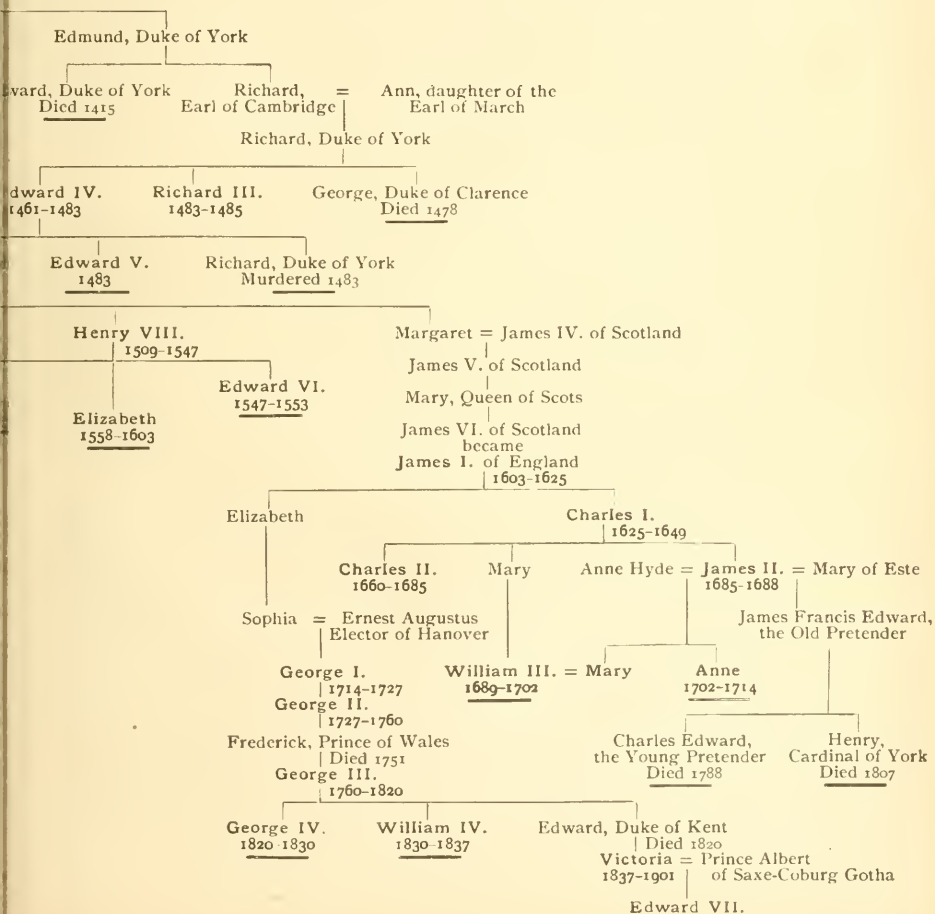 Edmund, Duke of York
Duke of York Richard, = Ann, daughter of the
Died 1415 Earl of Cambridge Earl of March
Richard, Duke of York
IV. Richard III. George, Duke of Clarence
1461-1483 1483-1485 Died 1478
Edward V. Richard, Duke of York
1483 Murdered 1483
Henry VIII. Margaret = James IV. of Scotland
1509-1547
James V. of Scotland
Edward VI. Mary, Queen of Scots
1547-1553
Elizabeth James VI. of Scotland
1558-1603 became
James I. of England
1603-1625
Elizabeth Charles I.
1625-1649
Charles II. Mary Anne Hyde = James II. = Mary of Este
1660-1685 1685-1688
Sophia = Ernest Augustus James Francis Edward,
Elector of Hanover the Old Pretender
George I. William III. = Mary Anne
1714-1727 1689-1702 1702-1714
George II.
1727-1760
Frederick, Prince of Wales Charles Edward, Henry,
Died 1751 the Young Pretender Cardinal of York
George III. Died 1788 Died 1807
1760-1820
George IV. William IV. Edward, Duke of Kent
1820-1830 1830-1837 Died 1820
Victoria = Prince Albert
1837-1901 of Saxe-Coburg Gotha
Edward VII.